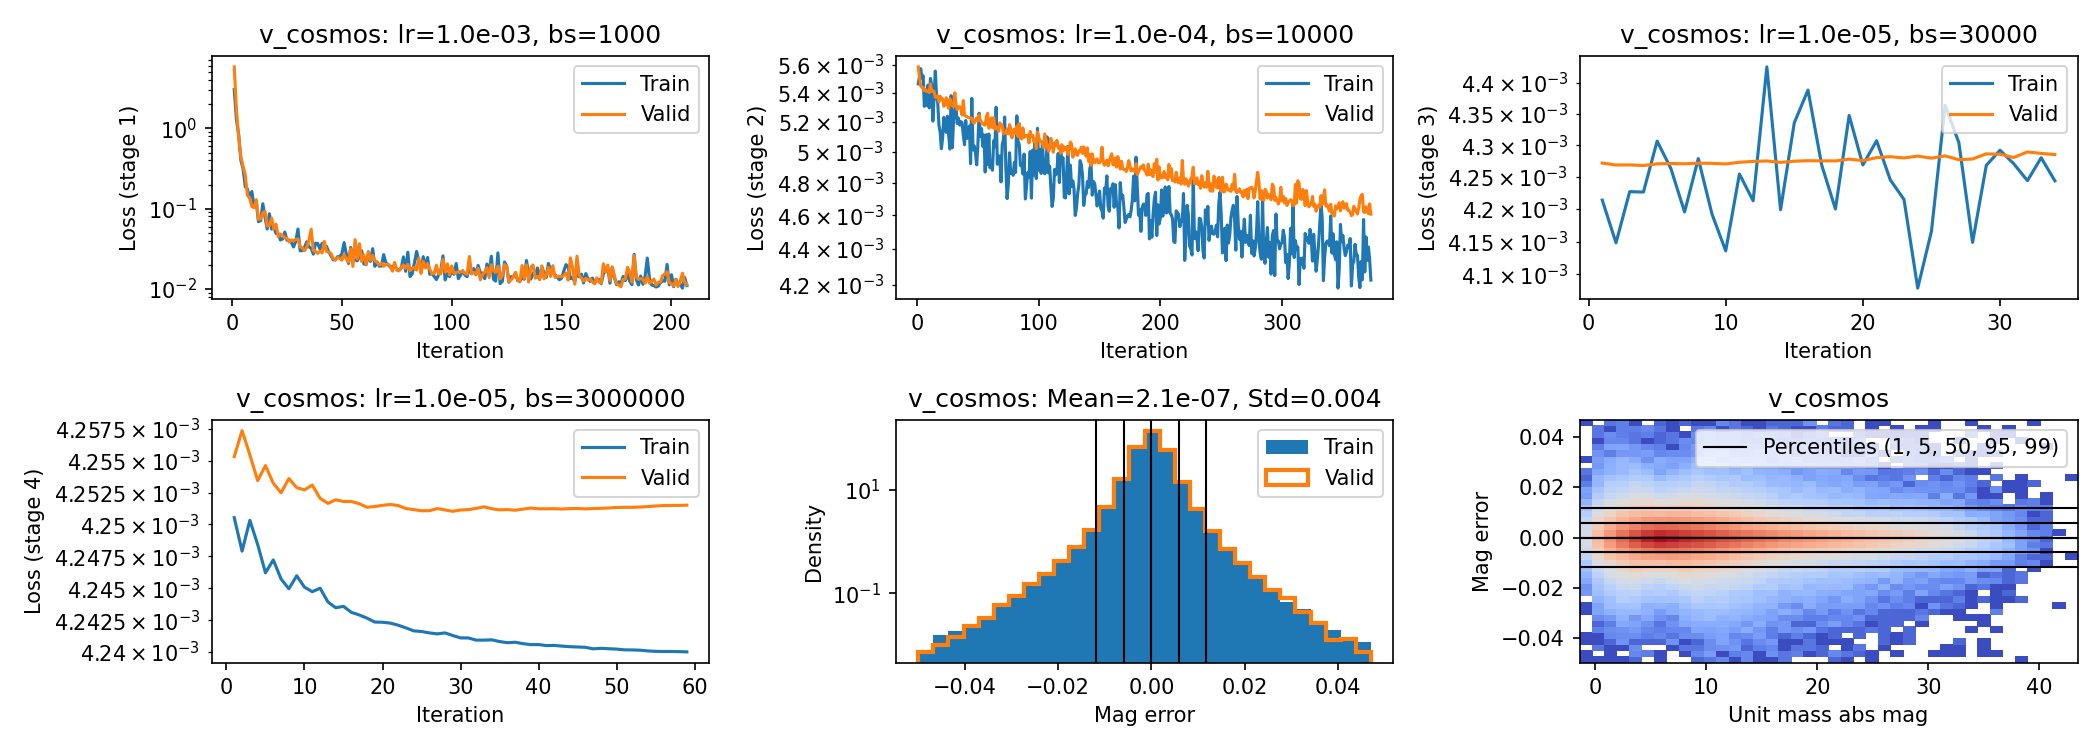 v_cosmos: lr=1.0e-03, bs=1000
Loss (stage 1)
10⁰
10⁻¹
10⁻²
Train
Valid
0 50 100 150 200
Iteration
v_cosmos: lr=1.0e-04, bs=10000
Loss (stage 2)
5.6 × 10⁻³
5.4 × 10⁻³
5.2 × 10⁻³
5 × 10⁻³
4.8 × 10⁻³
4.6 × 10⁻³
4.4 × 10⁻³
4.2 × 10⁻³
Train
Valid
0 100 200 300
Iteration
v_cosmos: lr=1.0e-05, bs=30000
Loss (stage 3)
4.4 × 10⁻³
4.35 × 10⁻³
4.3 × 10⁻³
4.25 × 10⁻³
4.2 × 10⁻³
4.15 × 10⁻³
4.1 × 10⁻³
Train
Valid
0 10 20 30
Iteration
v_cosmos: lr=1.0e-05, bs=3000000
Loss (stage 4)
4.2575 × 10⁻³
4.255 × 10⁻³
4.2525 × 10⁻³
4.25 × 10⁻³
4.2475 × 10⁻³
4.245 × 10⁻³
4.2425 × 10⁻³
4.24 × 10⁻³
Train
Valid
0 10 20 30 40 50 60
Iteration
v_cosmos: Mean=2.1e-07, Std=0.004
Density
10¹
10⁻¹
Train
Valid
−0.04 −0.02 0.00 0.02 0.04
Mag error
v_cosmos
Mag error
0.04
0.02
0.00
−0.02
−0.04
Percentiles (1, 5, 50, 95, 99)
0 10 20 30 40
Unit mass abs mag